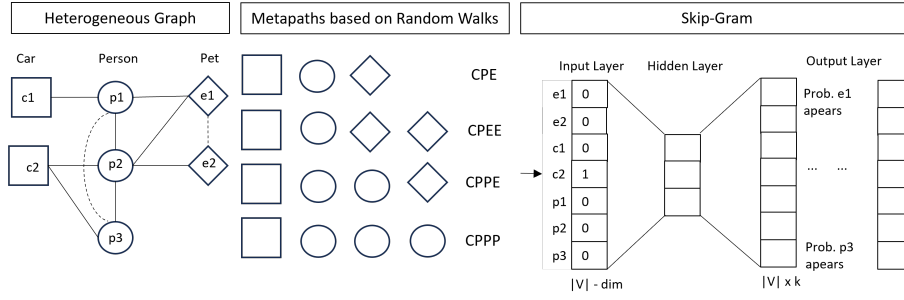 Heterogeneous Graph
Metapaths based on Random Walks
Skip-Gram
Car
Person
Pet
c1
p1
e1
c2
p2
e2
p3
CPE
CPEE
CPPE
CPPP
Input Layer
Hidden Layer
Output Layer
e1 0
e2 0
c1 0
c2 1
p1 0
p2 0
p3 0
|V| - dim
|V| x k
Prob. e1
apears
... ...
Prob. p3
apears